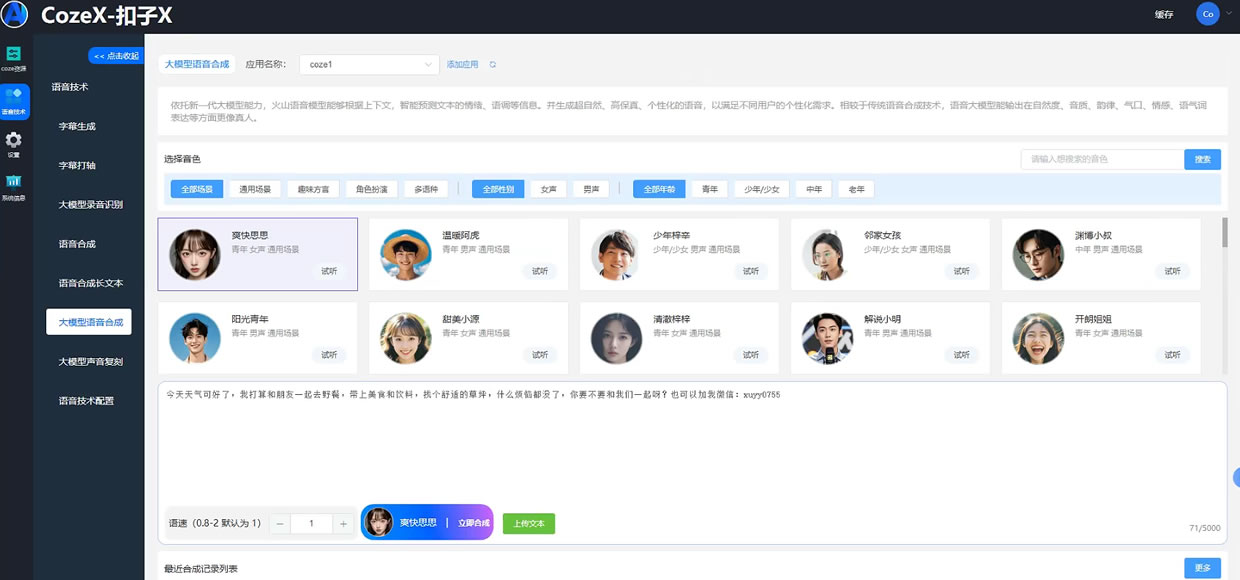 CozeX-扣子X
缓存
Co
coze资源
语音技术
设置
系统信息
<< 点击收起
语音技术
字幕生成
字幕打轴
大模型录音识别
语音合成
语音合成长文本
大模型语音合成
大模型声音复刻
语音技术配置
大模型语音合成 应用名称: coze1 添加应用
依托新一代大模型能力，火山语音模型能够根据上下文，智能预测文本的情绪、语调等信息。并生成超自然、高保真、个性化的语音，以满足不同用户的个性化需求。相较于传统语音合成技术，语音大模型能输出在自然度、音质、韵律、气口、情感、语气词
表达等方面更像真人。
选择音色 请输入想搜索的音色 搜索
全部场景 通用场景 趣味方言 角色扮演 多语种 全部性别 女声 男声 全部年龄 青年 少年/少女 中年 老年
爽快思思 温暖阿虎 少年梓辛 邻家女孩 渊博小叔
青年 女声 通用场景 青年 男声 通用场景 少年/少女 男声 通用场景 少年/少女 女声 通用场景 中年 男声 通用场景
试听 试听 试听 试听 试听
阳光青年 甜美小源 清澈梓梓 解说小明 开朗姐姐
青年 男声 通用场景 青年 女声 通用场景 青年 女声 通用场景 青年 男声 通用场景 青年 女声 通用场景
试听 试听 试听 试听 试听
今天天气可好了，我打算和朋友一起去野餐，带上美食和饮料，找个舒适的草坪，什么烦恼都没了，你要不要和我们一起呀？也可以加我微信：xuyy0755
语速（0.8-2 默认为 1） − 1 + 爽快思思 | 立即合成 上传文本
71/5000
最近合成记录列表 更多